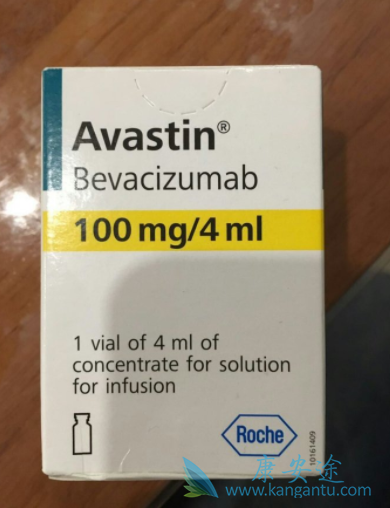 Avastin®
Bevacizumab
100 mg/4 ml
1 vial of 4 ml of
concentrate for solution
for infusion
Roche
10161409
康安途
www.kangantu.com